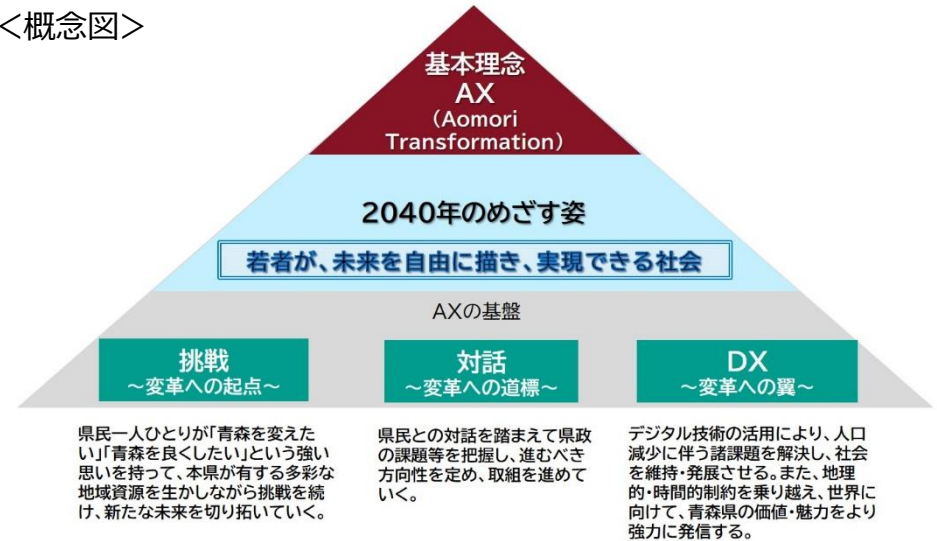 <概念図>
基本理念
AX
(Aomori
Transformation)
2040年のめざす姿
若者が、未来を自由に描き、実現できる社会
AXの基盤
挑戦
～変革への起点～
県民一人ひとりが「青森を変えた
い」「青森を良くしたい」という強い
思いを持って、本県が有する多彩な
地域資源を生かしながら挑戦を続
け、新たな未来を切り拓いていく。
対話
～変革への道標～
県民との対話を踏まえて県政
の課題等を把握し、進むべき
方向性を定め、取組を進めて
いく。
DX
～変革への翼～
デジタル技術の活用により、人口
減少に伴う諸課題を解決し、社会
を維持・発展させる。また、地理
的・時間的制約を乗り越え、世界に
向けて、青森県の価値・魅力をより
強力に発信する。